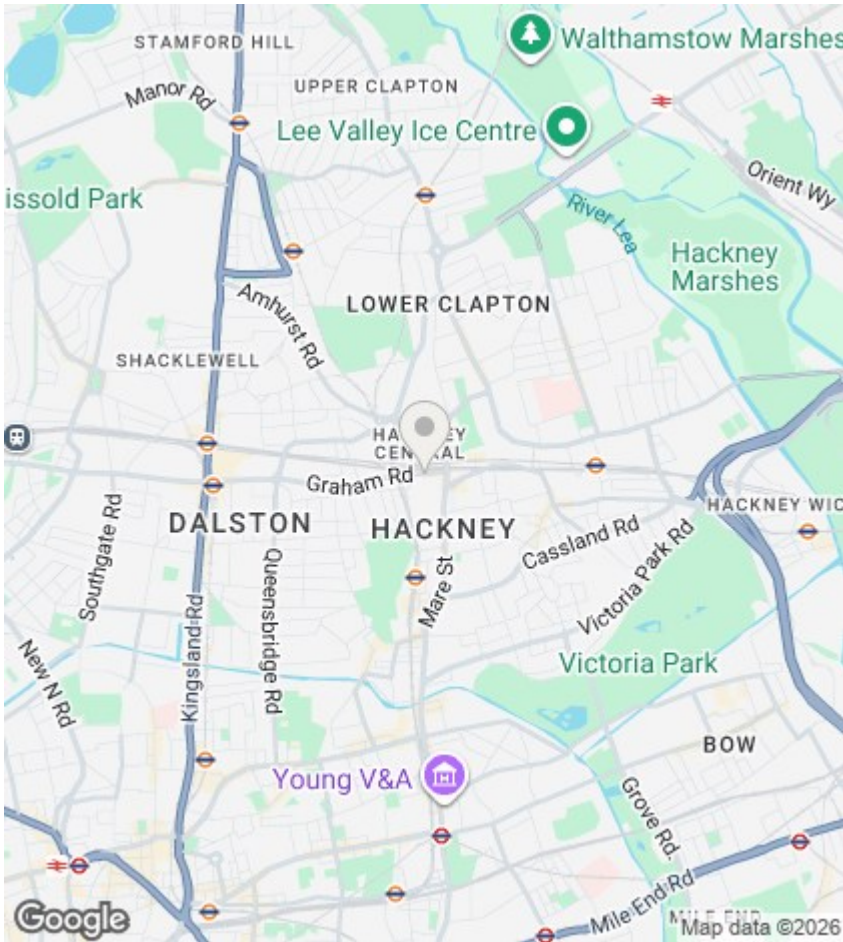 STAMFORD HILL
Walthamstow Marshes
Manor Rd
UPPER CLAPTON
Lee Valley Ice Centre
Orient Wy
issold Park
River Lea
Hackney
Marshes
Amhurst Rd
LOWER CLAPTON
SHACKLEWELL
CENTRAL
Graham Rd
HACKNEY WIC
DALSTON
HACKNEY
Cassland Rd
Southgate Rd
Queensbridge Rd
Mare St
Victoria Park Rd
Kingsland Rd
New N Rd
Victoria Park
BOW
Young V&A
Grove Rd.
Mile End Rd
MILE END
Google
Map data ©2026